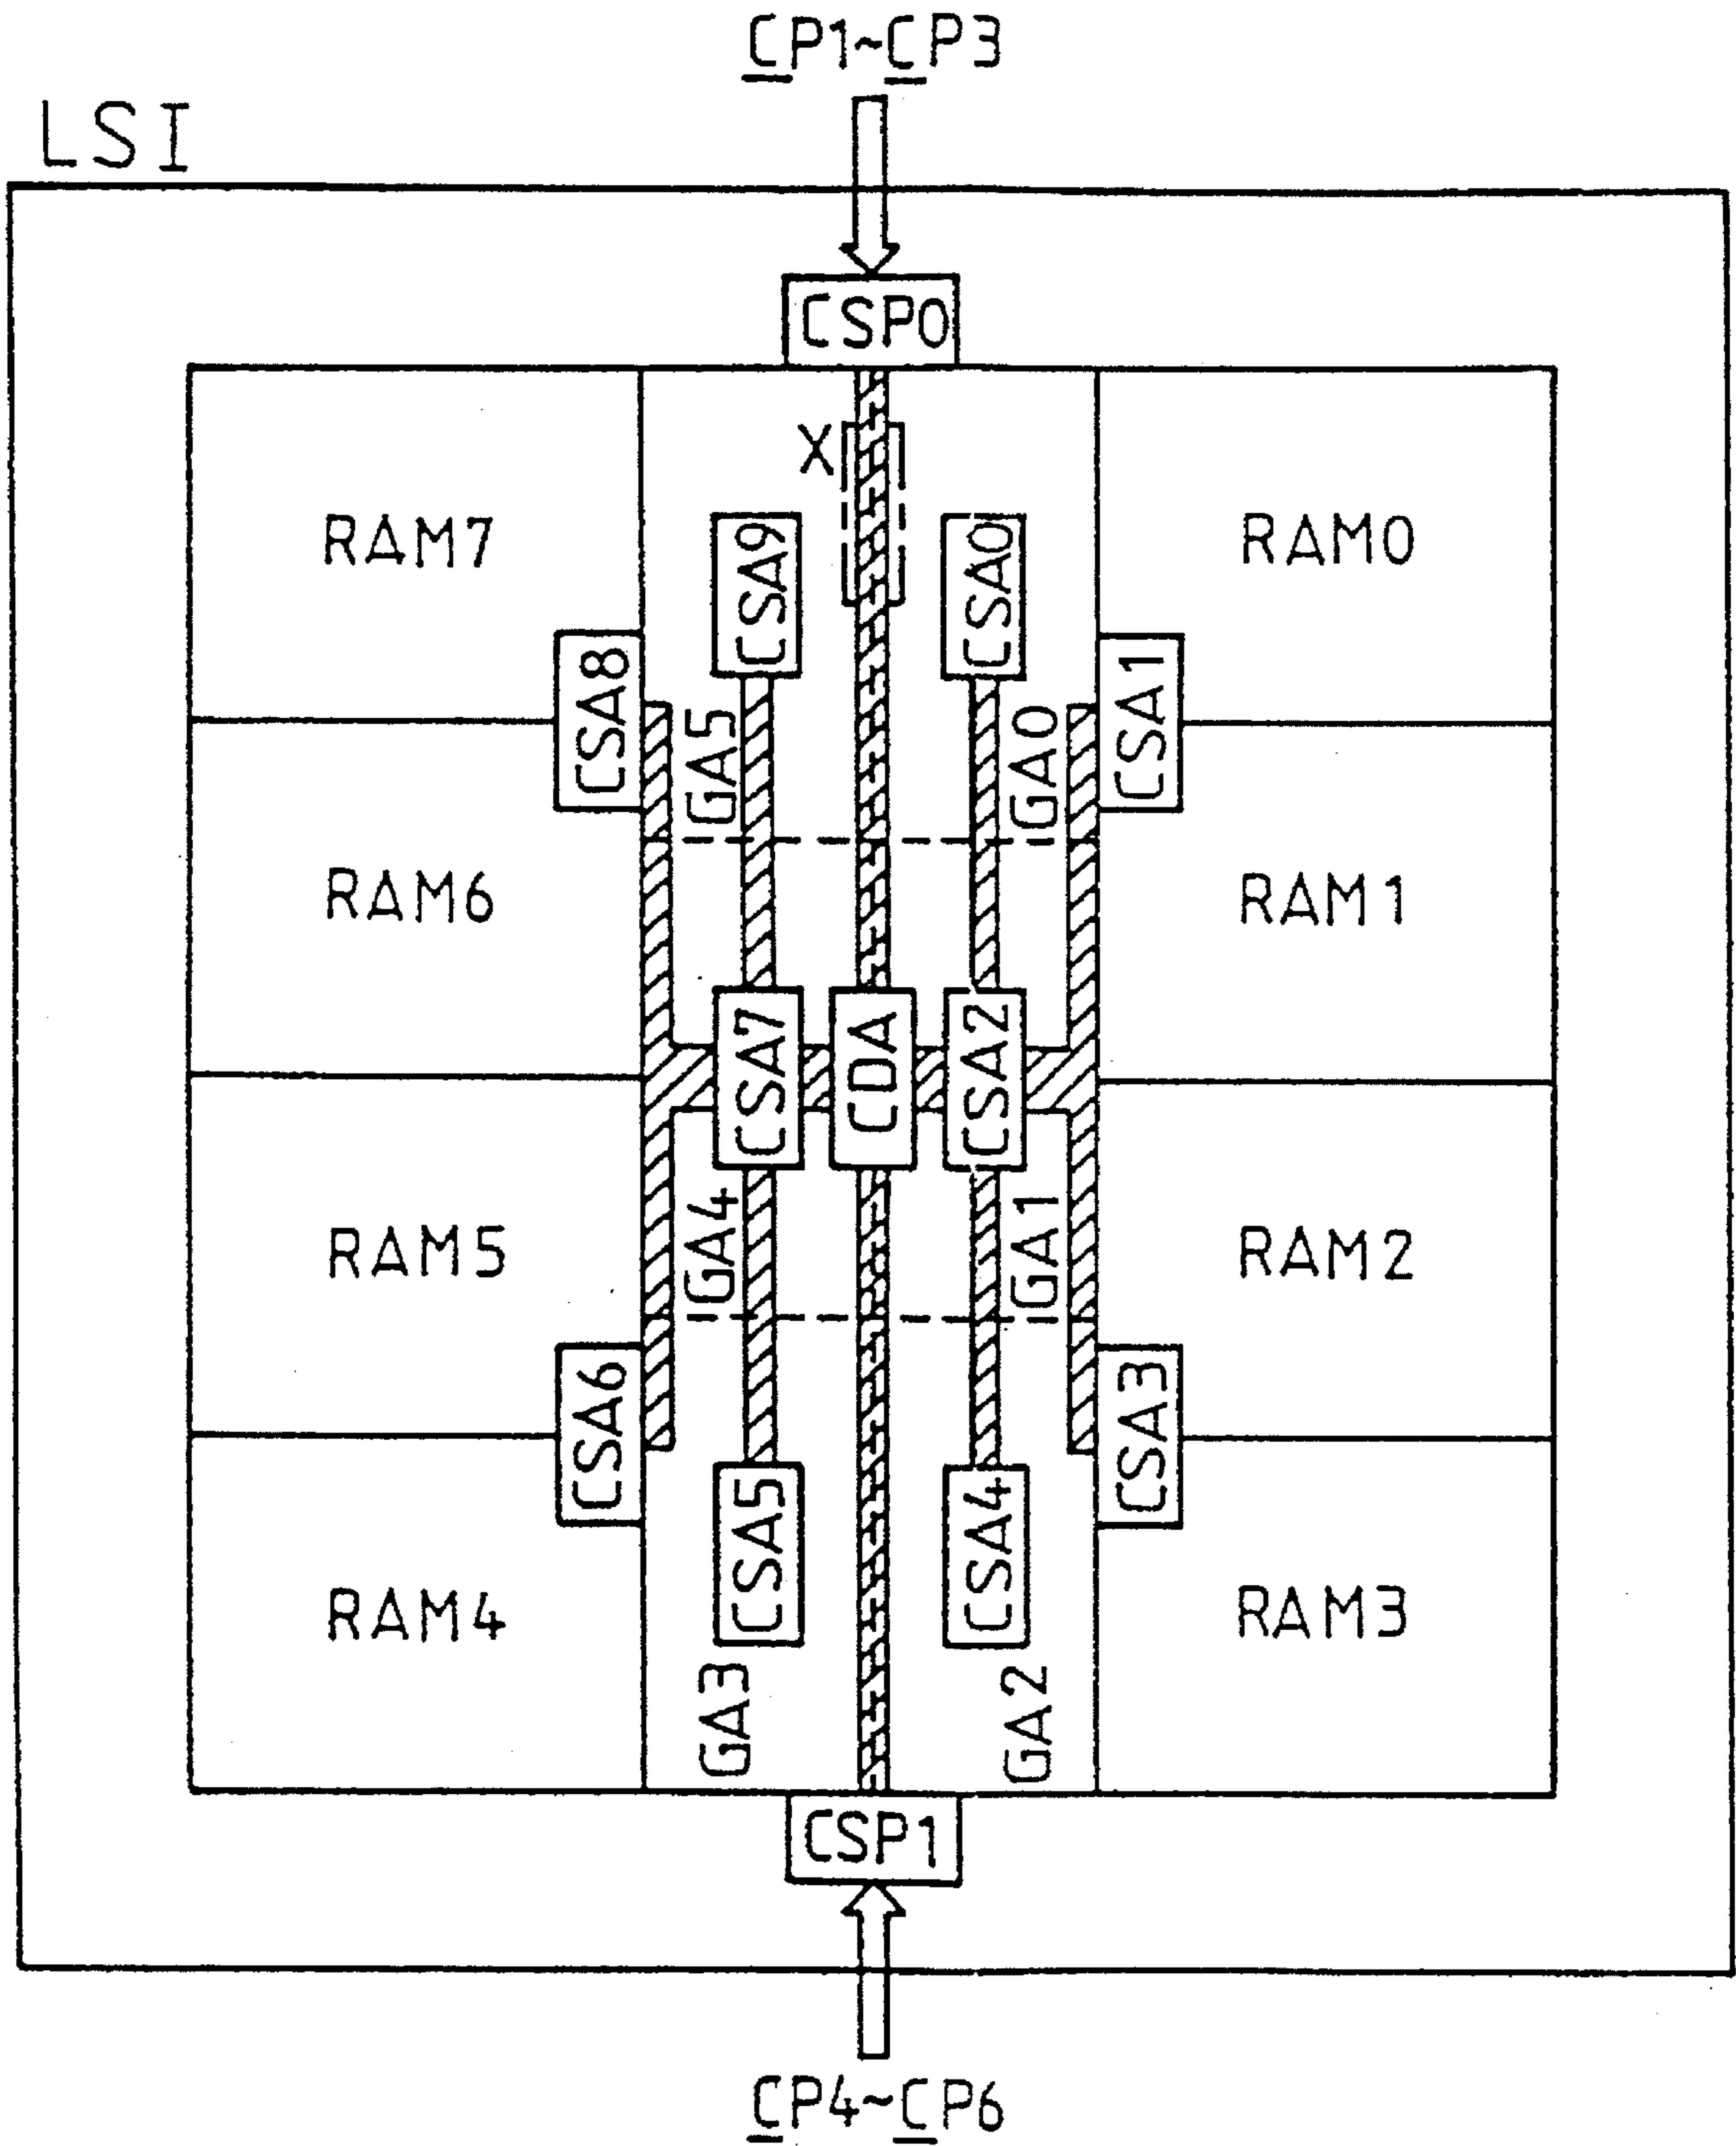 CP1~CP3
LSI
CSP0
X
RAM7
CSA9
CSA0
RAM0
CSA8
GA5
GA0
CSA1
RAM6
RAM1
CSA7
CDA
CSA2
RAM5
GA4
GA1
RAM2
CSA6
CSA3
CSA5
CSA4
RAM4
RAM3
GA3
GA2
CSP1
CP4~CP6